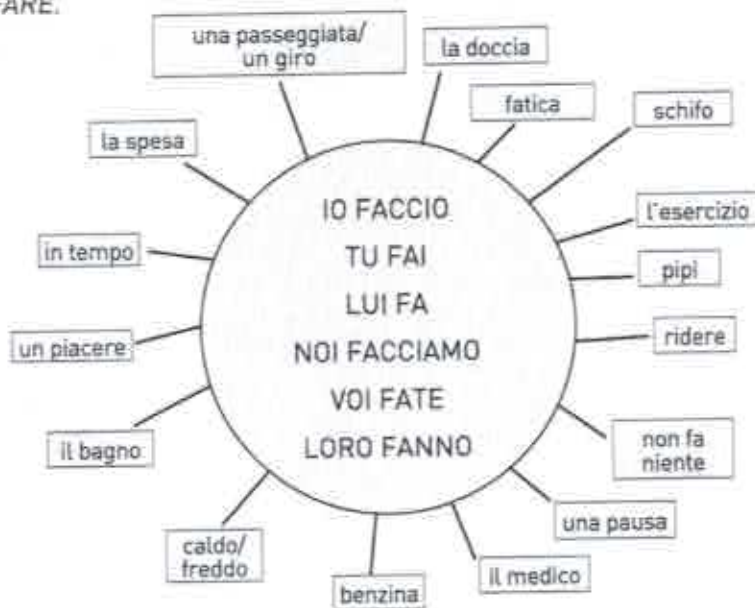 FARE.
una passeggiata/
un giro
la doccia
fatica
schifo
la spesa
l'esercizio
in tempo
pipi
un piacere
ridere
il bagno
non fa
niente
caldo/
freddo
una pausa
benzina
il medico
IO FACCIO
TU FAI
LUI FA
NOI FACCIAMO
VOI FATE
LORO FANNO